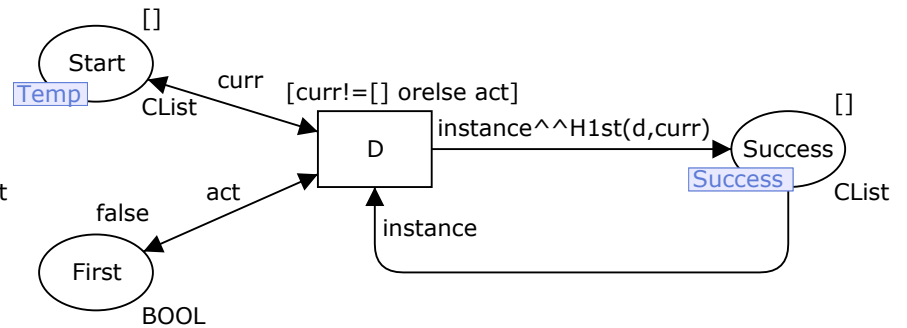 []
Start
Temp
CList
curr
[curr!=[] orelse act]
D
instance^^H1st(d,curr)
[]
Success
Success
CList
t
act
false
First
BOOL
instance